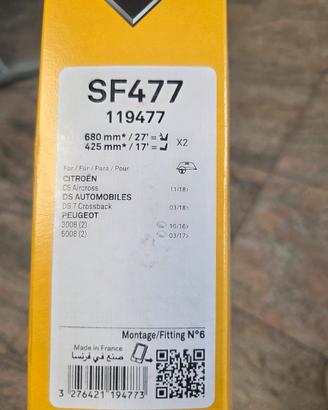 SF477
119477
680 mm* / 27' =
425 mm* / 17' = X2
For / Für / Para / Pour
CITROËN
C5 Aircross 11/18>
DS AUTOMOBILES
DS 7 Crossback 03/18>
PEUGEOT
3008 (2) 10/16>
5008 (2) 03/17>
Montage/Fitting N°6
Made in France
صنع في فرنسا
3 276421 194773